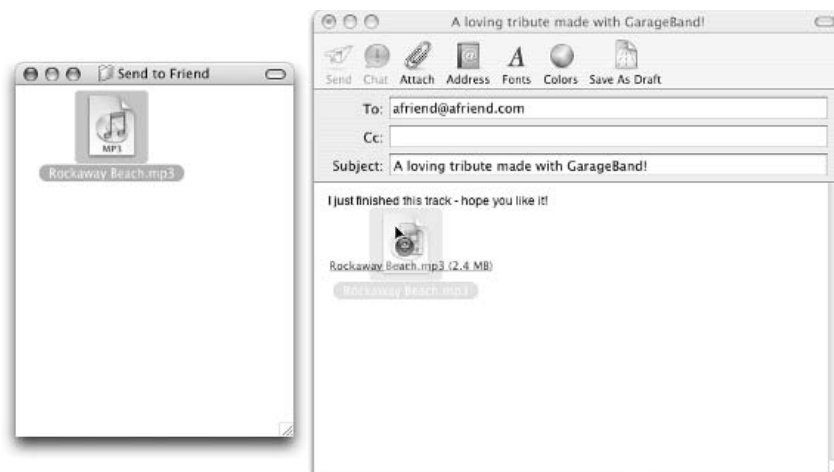 Send to Friend
MP3
Rockaway Beach.mp3
A loving tribute made with GarageBand!
Send Chat Attach Address Fonts Colors Save As Draft
To: afriend@afriend.com
Cc:
Subject: A loving tribute made with GarageBand!
I just finished this track - hope you like it!
Rockaway Beach.mp3 (2.4 MB)
Rockaway Beach.mp3